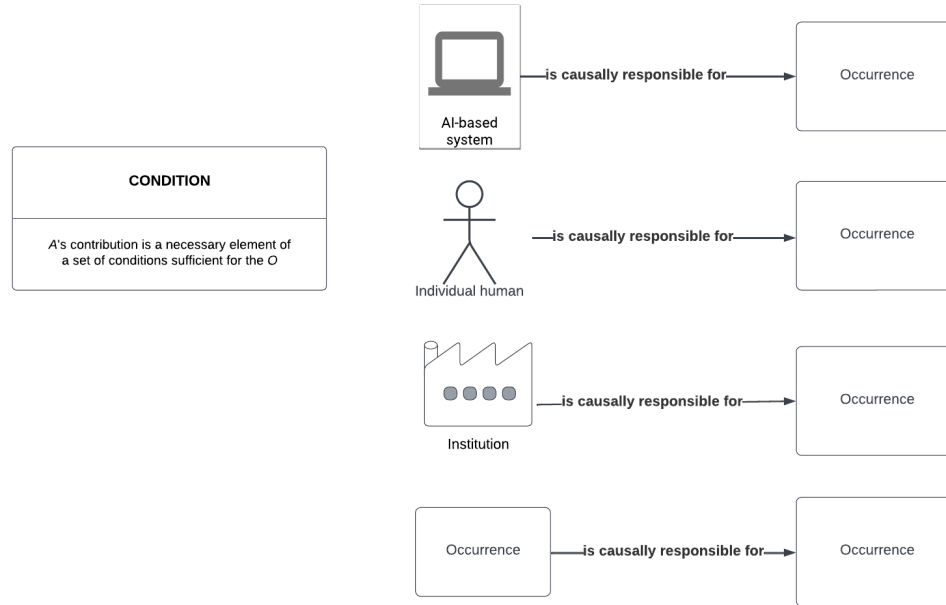 CONDITION
A's contribution is a necessary element of
a set of conditions sufficient for the O
AI-based
system
is causally responsible for
Occurrence
Individual human
is causally responsible for
Occurrence
Institution
is causally responsible for
Occurrence
Occurrence
is causally responsible for
Occurrence